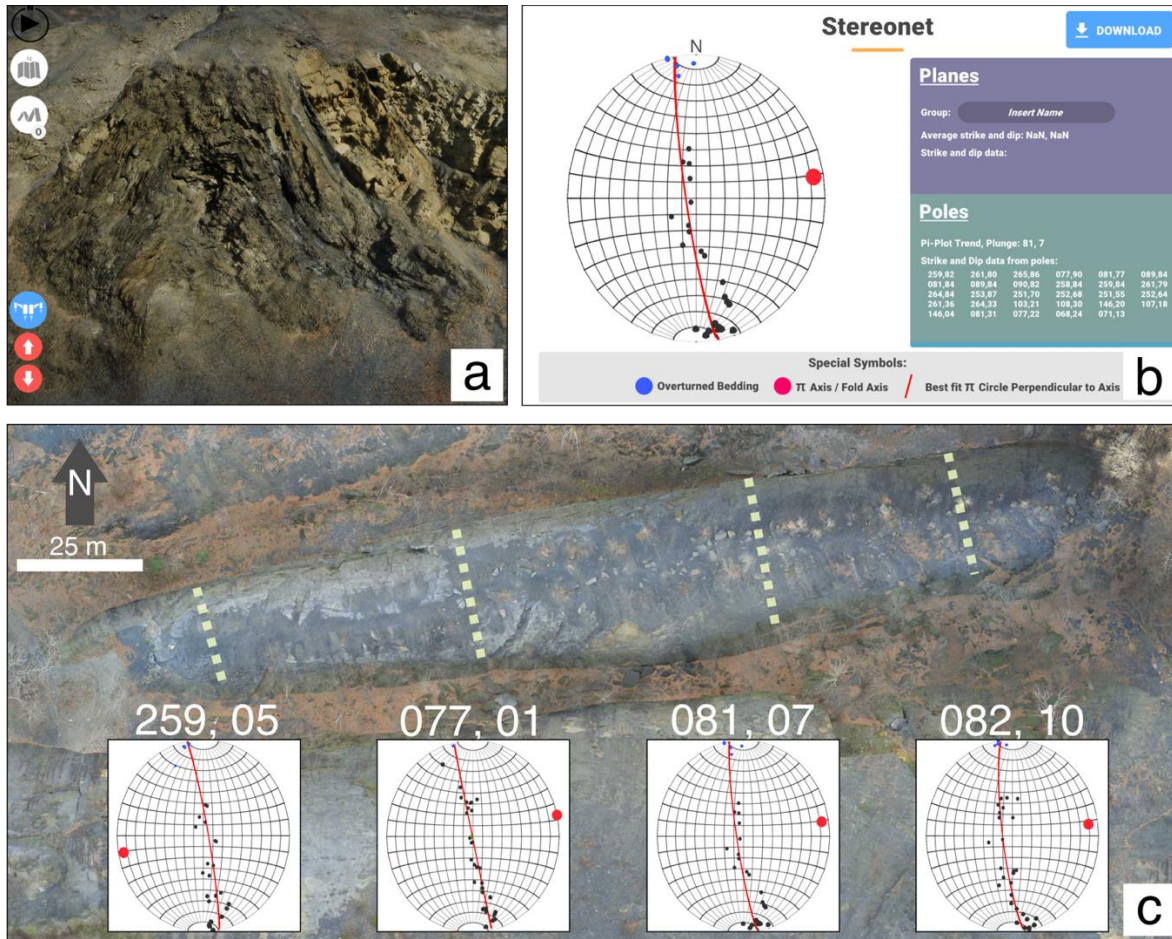 N
0
a
Stereonet
DOWNLOAD
N
Planes
Group: Insert Name
Average strike and dip: NaN, NaN
Strike and dip data:
Poles
Pi-Plot Trend, Plunge: 81, 7
Strike and Dip data from poles:
259,82 261,80 265,86 077,90 081,77 089,84
081,84 089,84 090,82 258,84 259,84 261,79
264,84 253,87 251,70 252,68 251,55 252,64
261,36 264,33 103,21 108,30 146,20 107,18
146,04 081,31 077,22 068,24 071,13
Special Symbols:
Overturned Bedding π Axis / Fold Axis Best fit π Circle Perpendicular to Axis
b
N
25 m
259, 05 077, 01 081, 07 082, 10
c